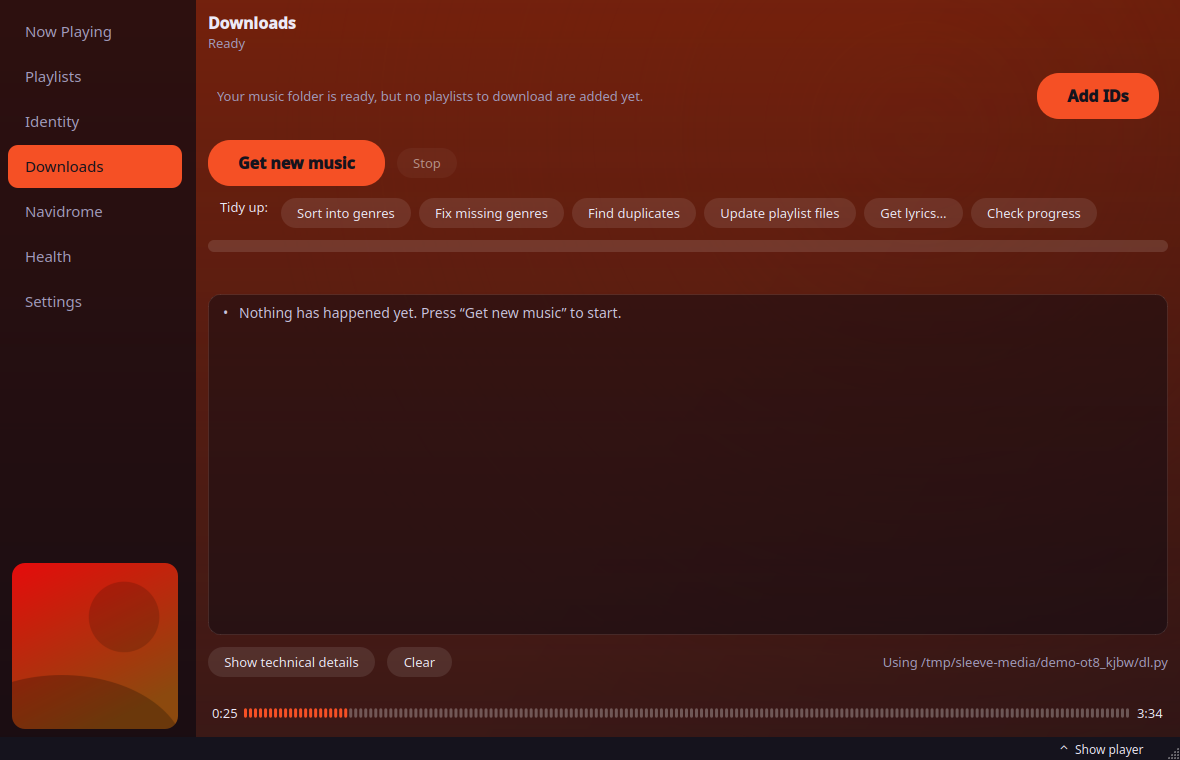 Now Playing
Playlists
Identity
Downloads
Navidrome
Health
Settings
Downloads
Ready
Your music folder is ready, but no playlists to download are added yet.
Add IDs
Get new music
Stop
Tidy up:
Sort into genres
Fix missing genres
Find duplicates
Update playlist files
Get lyrics...
Check progress
• Nothing has happened yet. Press “Get new music” to start.
Show technical details
Clear
Using /tmp/sleeve-media/demo-ot8_kjbw/dl.py
0:25
3:34
Show player